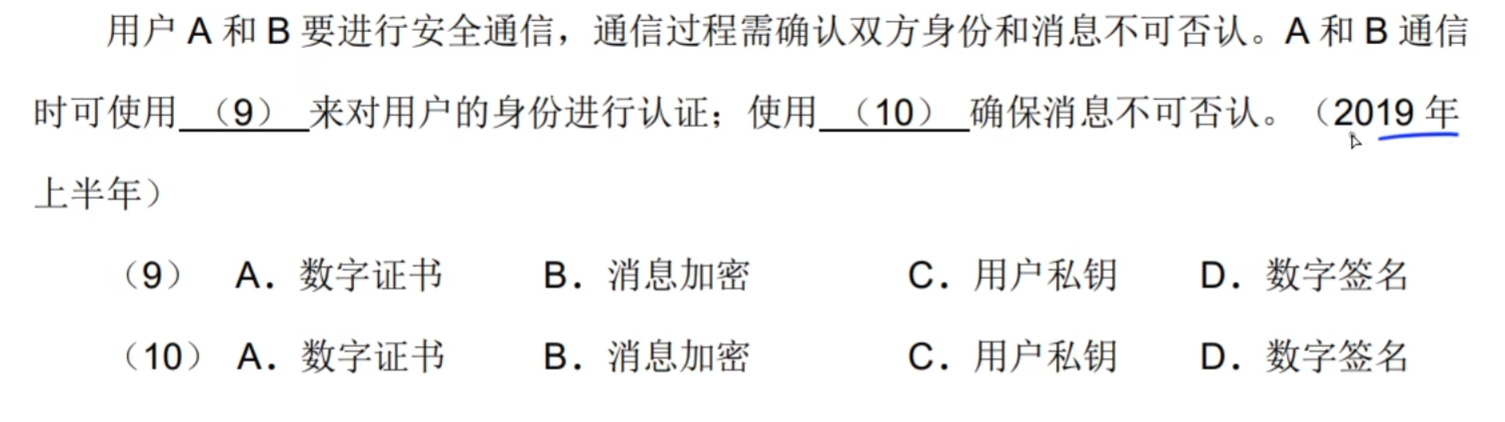 用户 A 和 B 要进行安全通信，通信过程需确认双方身份和消息不可否认。A 和 B 通信
时可使用 （9） 来对用户的身份进行认证；使用 （10） 确保消息不可否认。（2019 年
上半年）
（9） A．数字证书 B．消息加密 C．用户私钥 D．数字签名
（10） A．数字证书 B．消息加密 C．用户私钥 D．数字签名